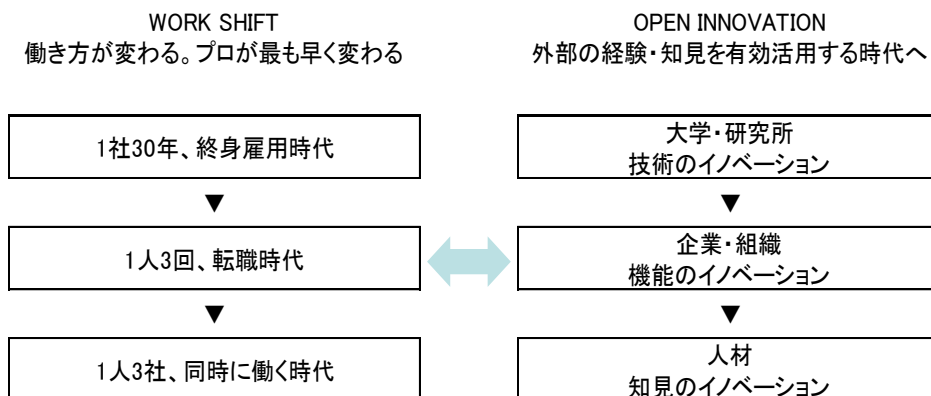 WORK SHIFT
働き方が変わる。プロが最も早く変わる
1社30年、終身雇用時代
▼
1人3回、転職時代
▼
1人3社、同時に働く時代
OPEN INNOVATION
外部の経験・知見を有効活用する時代へ
大学・研究所
技術のイノベーション
▼
企業・組織
機能のイノベーション
▼
人材
知見のイノベーション